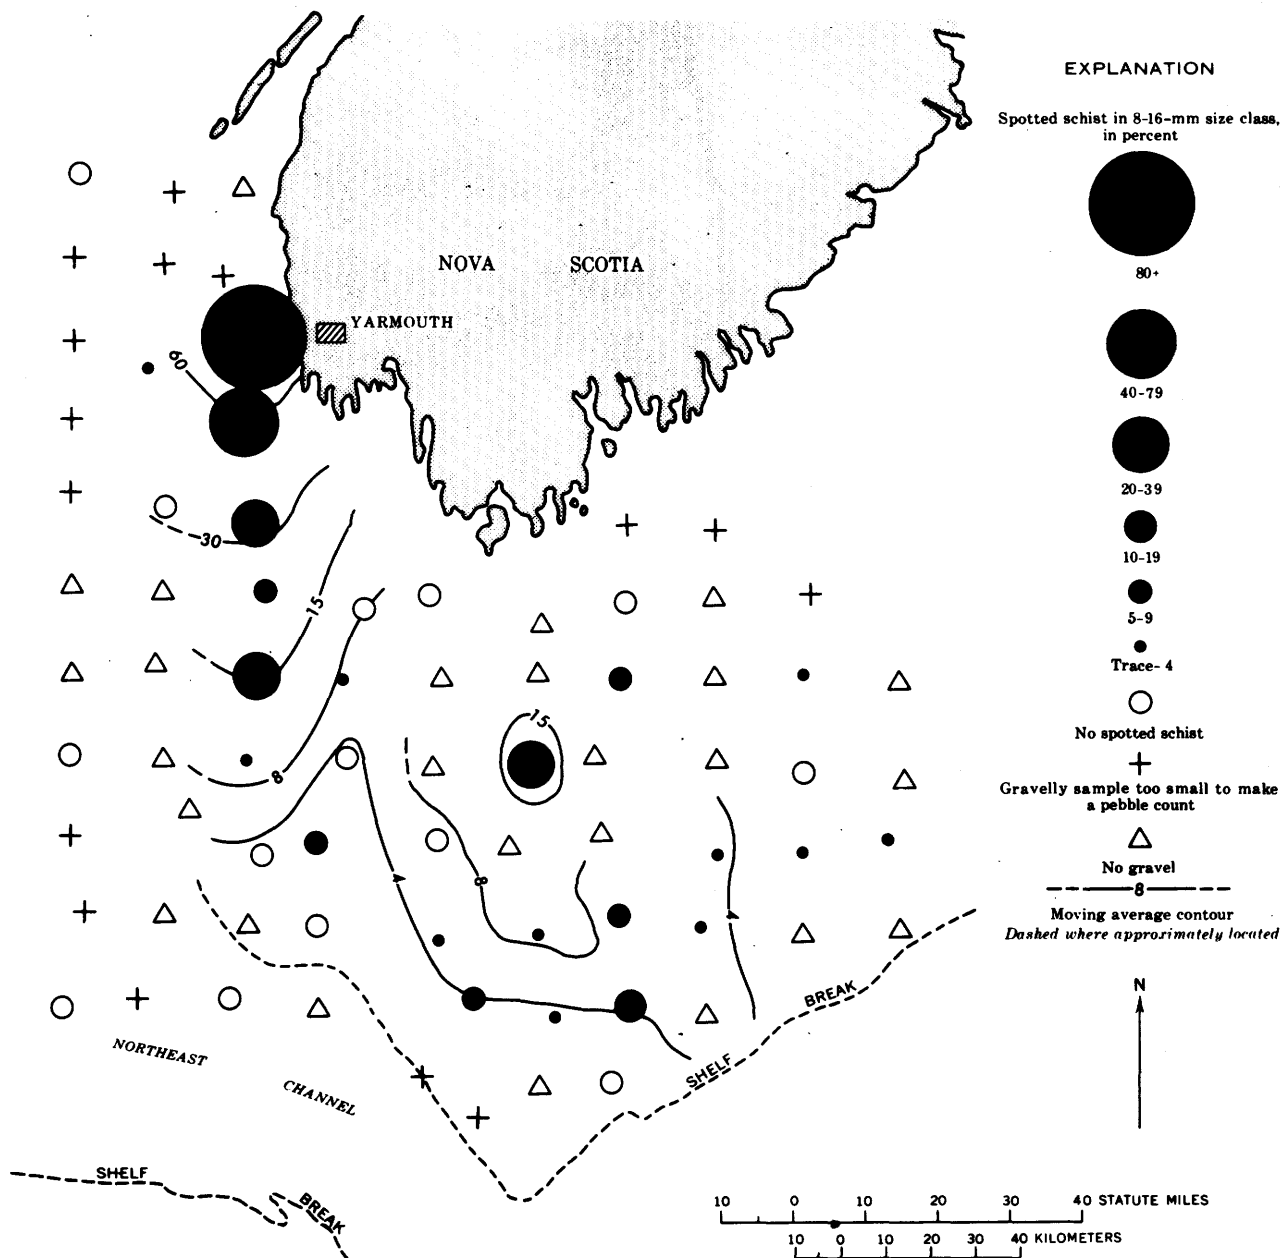 EXPLANATION
Spotted schist in 8-16-mm size class,
in percent
80+
40-79
20-39
10-19
5-9
Trace- 4
No spotted schist
Gravelly sample too small to make
a pebble count
No gravel
8
Moving average contour
Dashed where approximately located
N
NOVA SCOTIA
YARMOUTH
60
30
15
15
8
8
4
4
NORTHEAST
CHANNEL
SHELF
BREAK
SHELF
BREAK
10 0 10 20 30 40 STATUTE MILES
10 0 10 20 30 40 KILOMETERS